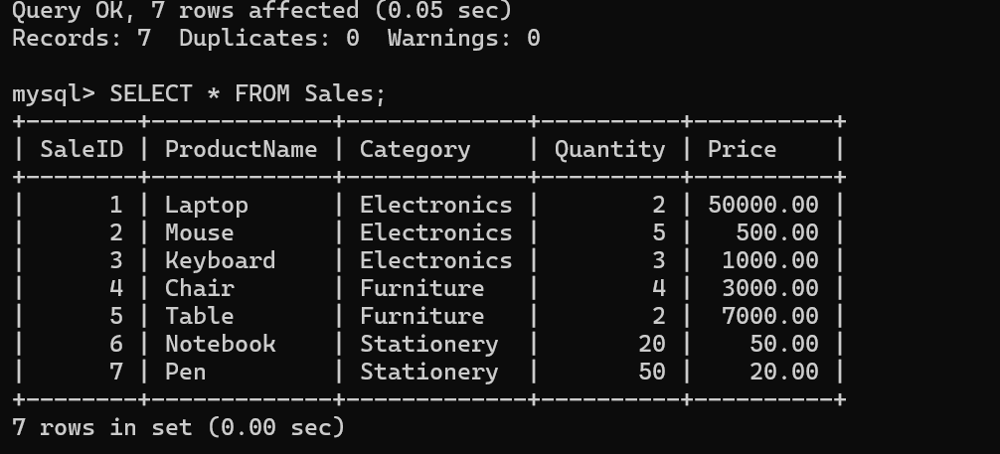 Query OK, 7 rows affected (0.05 sec)
Records: 7  Duplicates: 0  Warnings: 0

mysql> SELECT * FROM Sales;
+--------+-------------+-------------+----------+----------+
| SaleID | ProductName | Category    | Quantity | Price    |
+--------+-------------+-------------+----------+----------+
|      1 | Laptop      | Electronics |        2 | 50000.00 |
|      2 | Mouse       | Electronics |        5 |   500.00 |
|      3 | Keyboard    | Electronics |        3 |  1000.00 |
|      4 | Chair       | Furniture   |        4 |  3000.00 |
|      5 | Table       | Furniture   |        2 |  7000.00 |
|      6 | Notebook    | Stationery  |       20 |    50.00 |
|      7 | Pen         | Stationery  |       50 |    20.00 |
+--------+-------------+-------------+----------+----------+
7 rows in set (0.00 sec)